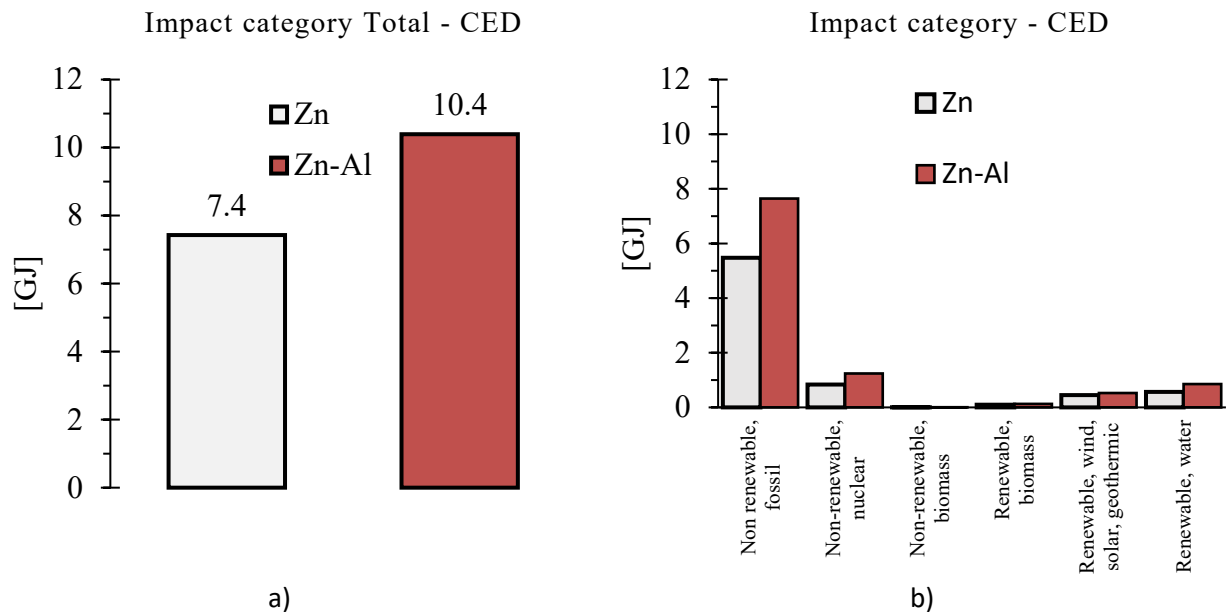 Impact category Total - CED
12
10
8
6
4
2
0
[GJ]
Zn
Zn-Al
7.4
10.4
a)
Impact category - CED
12
10
8
6
4
2
0
[GJ]
Zn
Zn-Al
Non renewable,
fossil
Non-renewable,
nuclear
Non-renewable,
biomass
Renewable,
biomass
Renewable, wind,
solar, geothermic
Renewable, water
b)